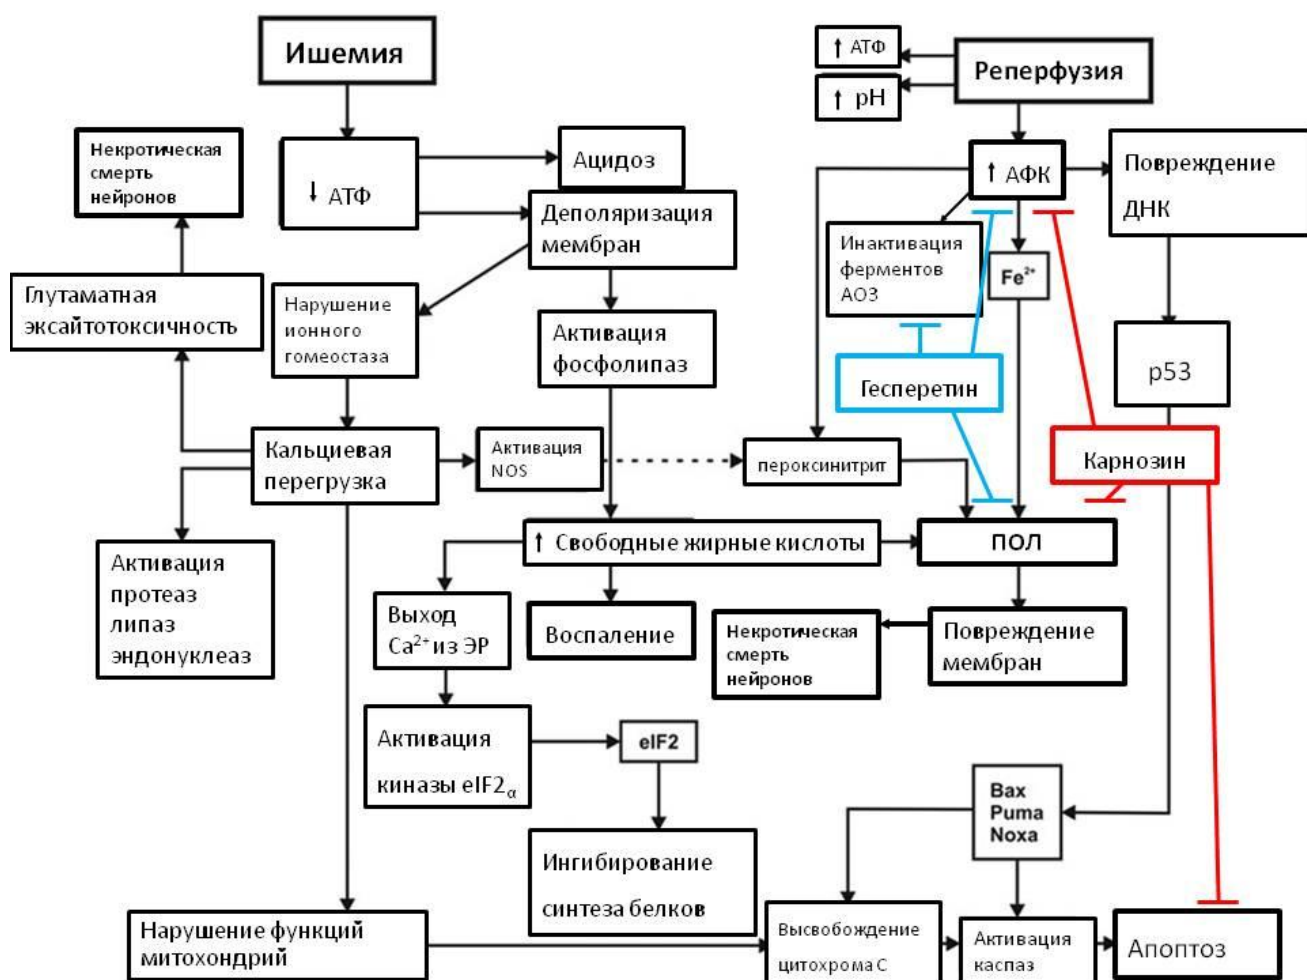 Ишемия
↑ АТФ
Реперфузия
↑ pH
Некротическая
смерть
нейронов
↓ АТФ
Ацидоз
↑ АФК
Повреждение
ДНК
Деполяризация
мембран
Инактивация
ферментов
АОЗ
Fe²⁺
Глутаматная
эксайтотоксичность
Нарушение
ионного
гомеостаза
Активация
фосфолипаз
Гесперетин
p53
Кальциевая
перегрузка
Активация
NOS
пероксинитрит
Карнозин
↑ Свободные жирные кислоты
ПОЛ
Активация
протеаз
липаз
эндонуклеаз
Выход
Ca²⁺ из ЭР
Воспаление
Некротическая
смерть
нейронов
Повреждение
мембран
Активация
киназы eIF2α
eIF2
Bax
Puma
Noxa
Ингибирование
синтеза белков
Нарушение функций
митохондрий
Высвобождение
цитохрома С
Активация
каспаз
Апоптоз